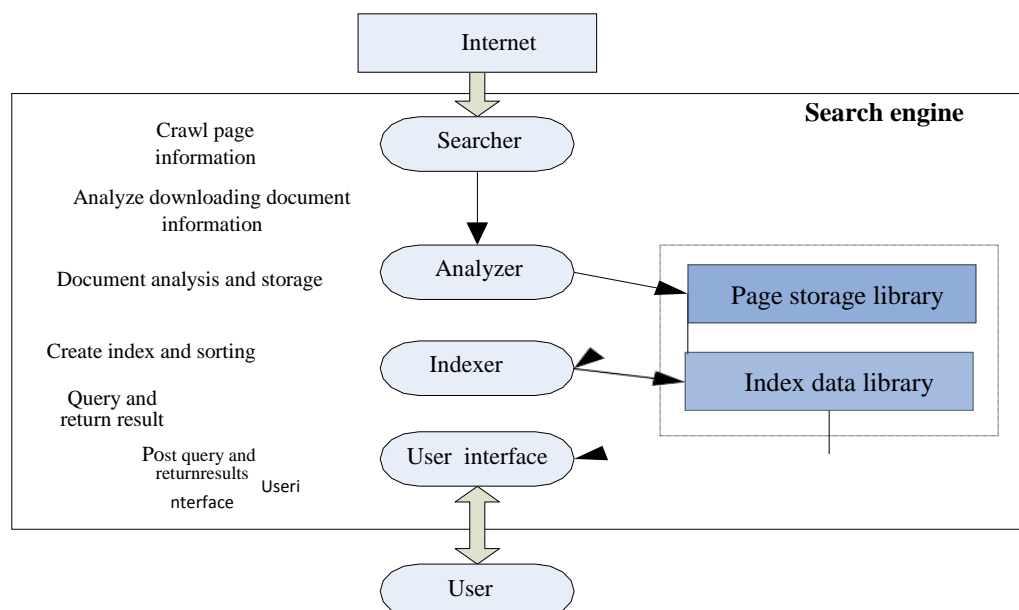 Internet
Search engine
Crawl page
information
Searcher
Analyze downloading document
information
Document analysis and storage
Analyzer
Page storage library
Create index and sorting
Indexer
Index data library
Query and
return result
Post query and
returnresults
Useri
nterface
User interface
User